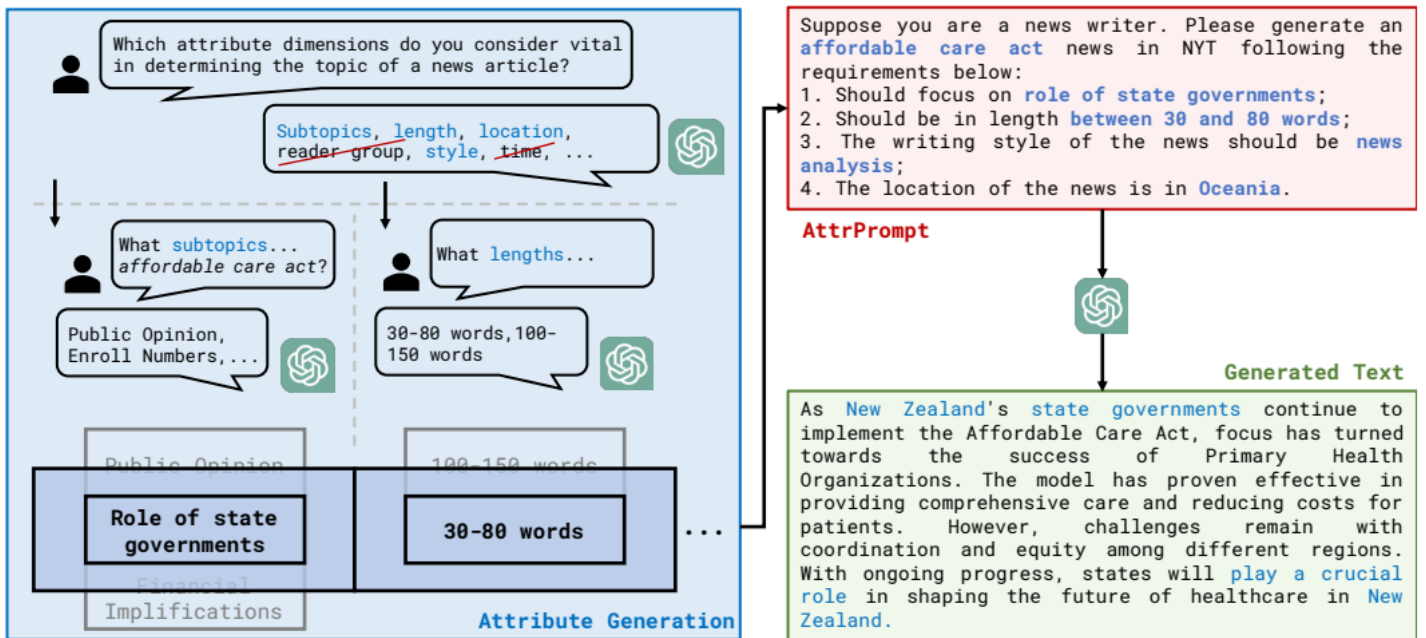 Which attribute dimensions do you consider vital
in determining the topic of a news article?
Subtopics, length, location,
reader group, style, time, ...
What subtopics...
affordable care act?
What lengths...
Public Opinion,
Enroll Numbers,...
30-80 words,100-
150 words
Public Opinion
100-150 words
Role of state
governments
30-80 words
...
Financial
Implifications
Attribute Generation
Suppose you are a news writer. Please generate an
affordable care act news in NYT following the
requirements below:
1. Should focus on role of state governments;
2. Should be in length between 30 and 80 words;
3. The writing style of the news should be news
analysis;
4. The location of the news is in Oceania.
AttrPrompt
Generated Text
As New Zealand's state governments continue to
implement the Affordable Care Act, focus has turned
towards the success of Primary Health
Organizations. The model has proven effective in
providing comprehensive care and reducing costs for
patients. However, challenges remain with
coordination and equity among different regions.
With ongoing progress, states will play a crucial
role in shaping the future of healthcare in New
Zealand.